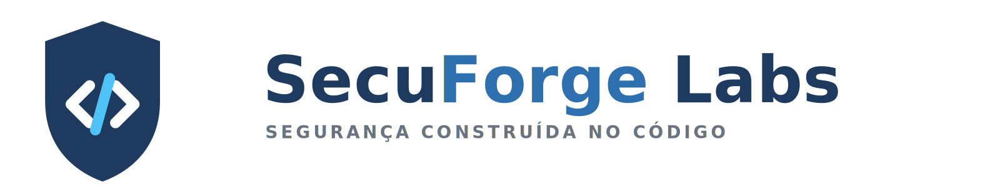 SecuForge Labs
SEGURANÇA CONSTRUÍDA NO CÓDIGO